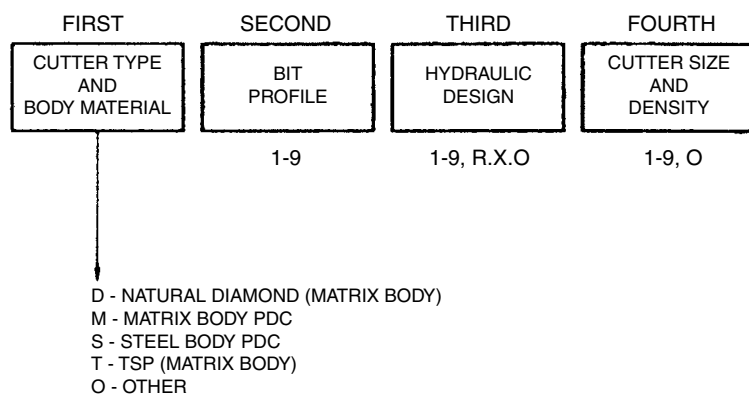 FIRST SECOND THIRD FOURTH
CUTTER TYPE
AND
BODY MATERIAL
BIT
PROFILE
HYDRAULIC
DESIGN
CUTTER SIZE
AND
DENSITY
1-9 1-9, R.X.O 1-9, O
D - NATURAL DIAMOND (MATRIX BODY)
M - MATRIX BODY PDC
S - STEEL BODY PDC
T - TSP (MATRIX BODY)
O - OTHER